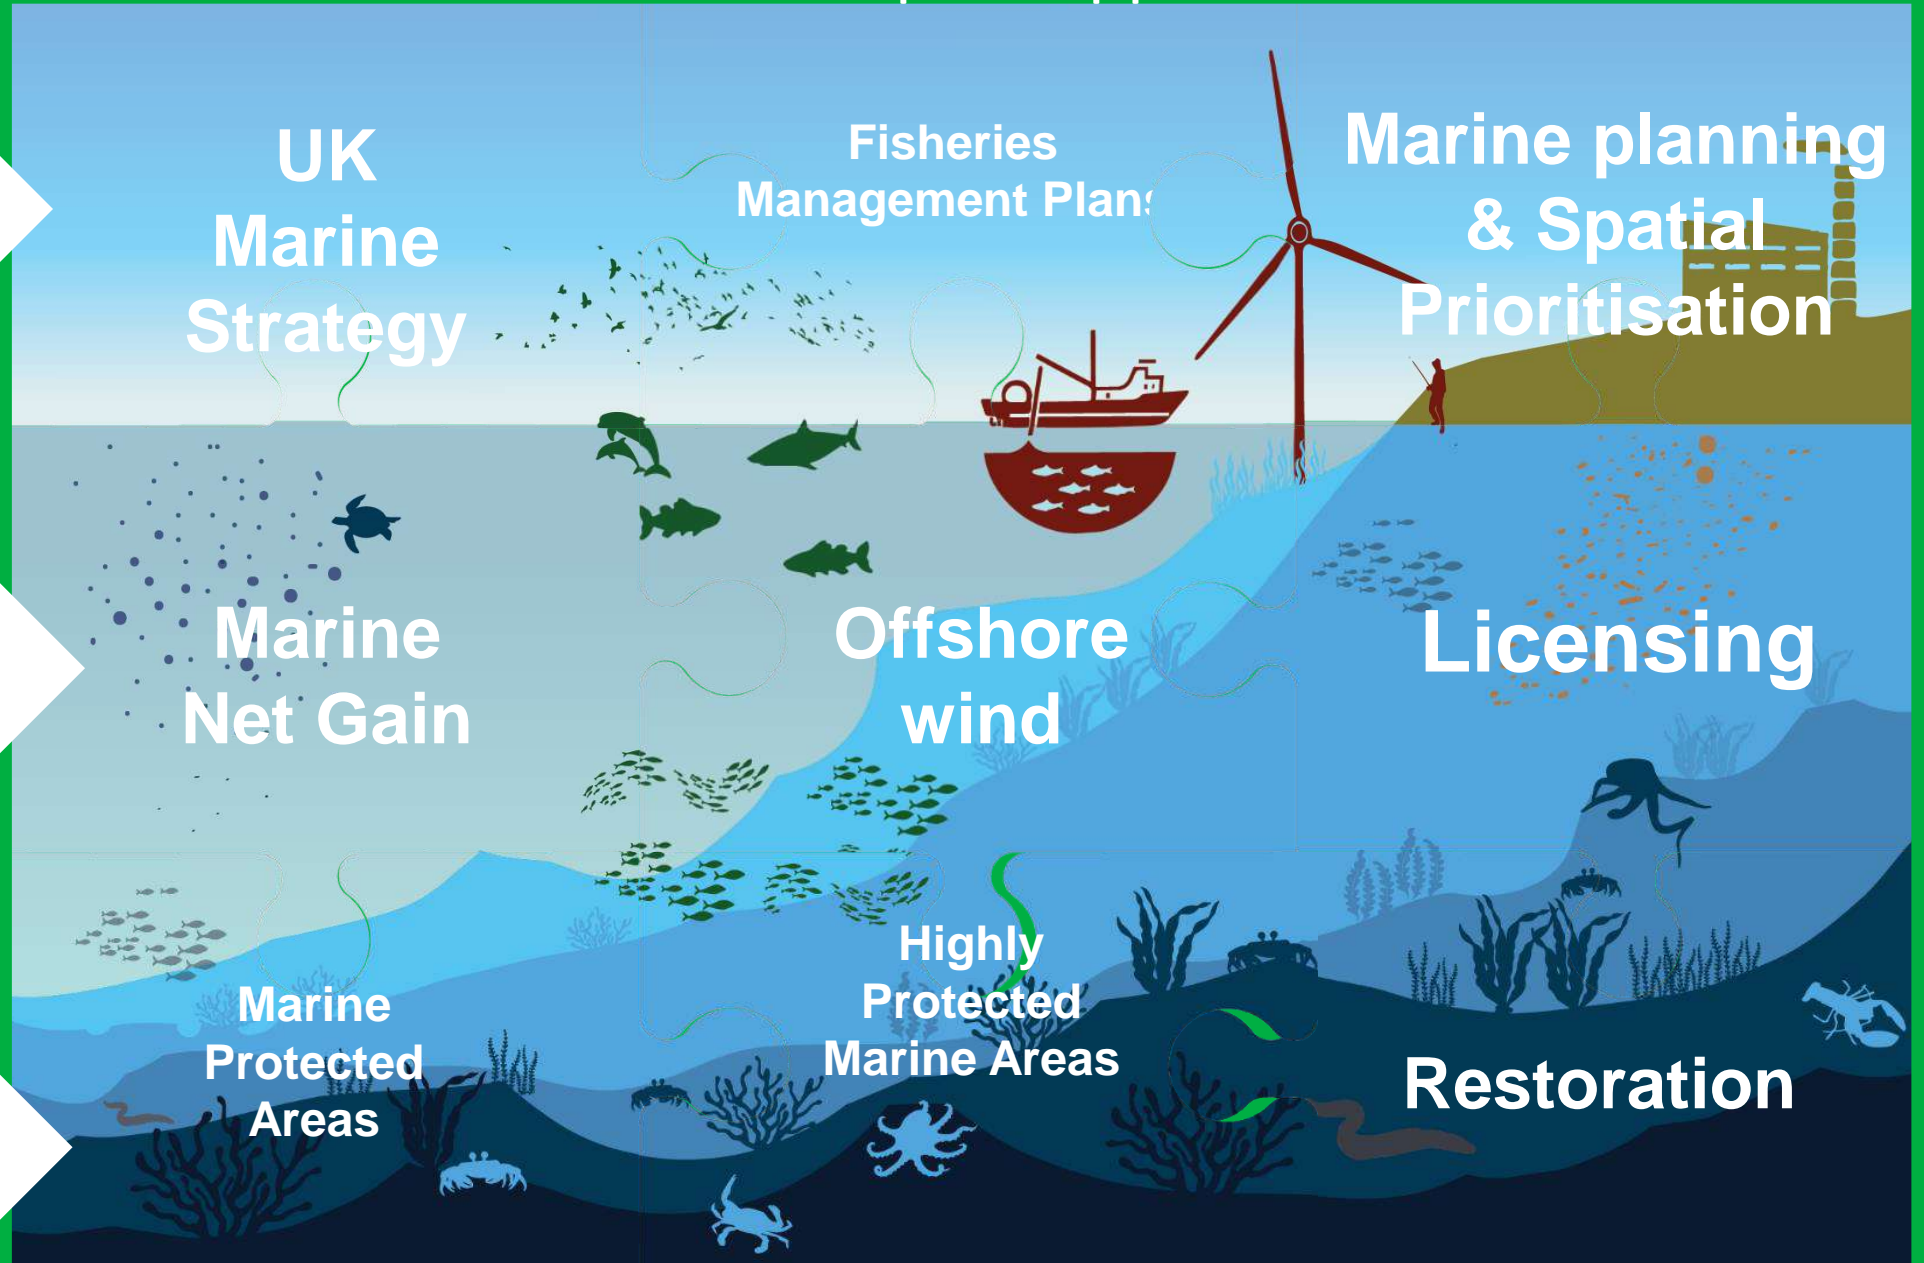 UK
Marine
Strategy
Fisheries
Management Plans
Marine planning
& Spatial
Prioritisation
Marine
Net Gain
Offshore
wind
Licensing
Marine
Protected
Areas
Highly
Protected
Marine Areas
Restoration